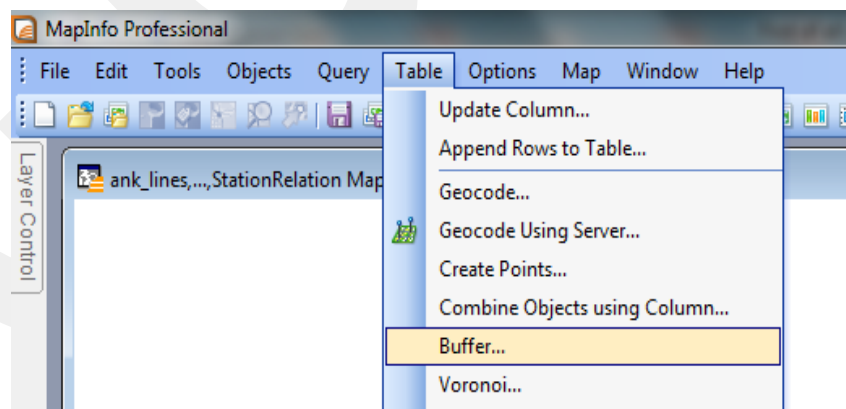 MapInfo Professional
File Edit Tools Objects Query Table Options Map Window Help
Update Column...
Append Rows to Table...
Layer Control
ank_lines,...,StationRelation Map
Geocode...
Geocode Using Server...
Create Points...
Combine Objects using Column...
Buffer...
Voronoi...